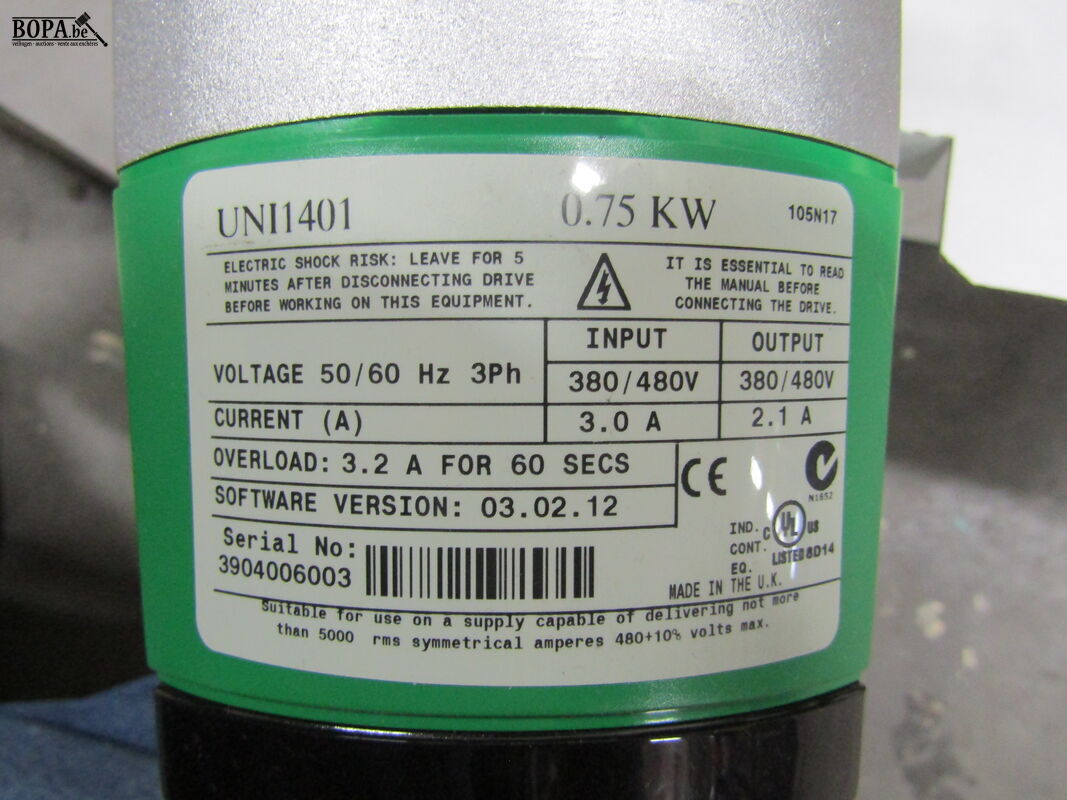 BOPA.be
veilingen - auctions - vente aux enchères
UNI1401 0.75 KW 105N17
ELECTRIC SHOCK RISK: LEAVE FOR 5
MINUTES AFTER DISCONNECTING DRIVE
BEFORE WORKING ON THIS EQUIPMENT.
IT IS ESSENTIAL TO READ
THE MANUAL BEFORE
CONNECTING THE DRIVE.
INPUT OUTPUT
VOLTAGE 50/60 Hz 3Ph 380/480V 380/480V
CURRENT (A) 3.0 A 2.1 A
OVERLOAD: 3.2 A FOR 60 SECS
SOFTWARE VERSION: 03.02.12
CE
N1652
Serial No:
3904006003
IND.
CONT.
EQ.
C UL US
LISTED 8D14
MADE IN THE U.K.
Suitable for use on a supply capable of delivering not more
than 5000 rms symmetrical amperes 480+10% volts max.